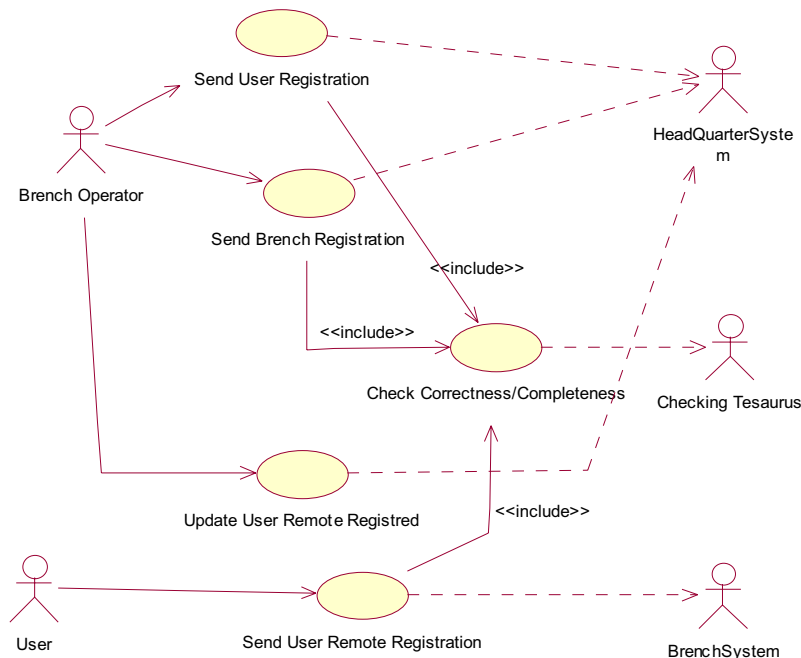 Send User Registration
HeadQuarterSyste
m
Brench Operator
Send Brench Registration
<<include>>
<<include>>
Check Correctness/Completeness
Checking Tesaurus
Update User Remote Registred
<<include>>
User
Send User Remote Registration
BrenchSystem